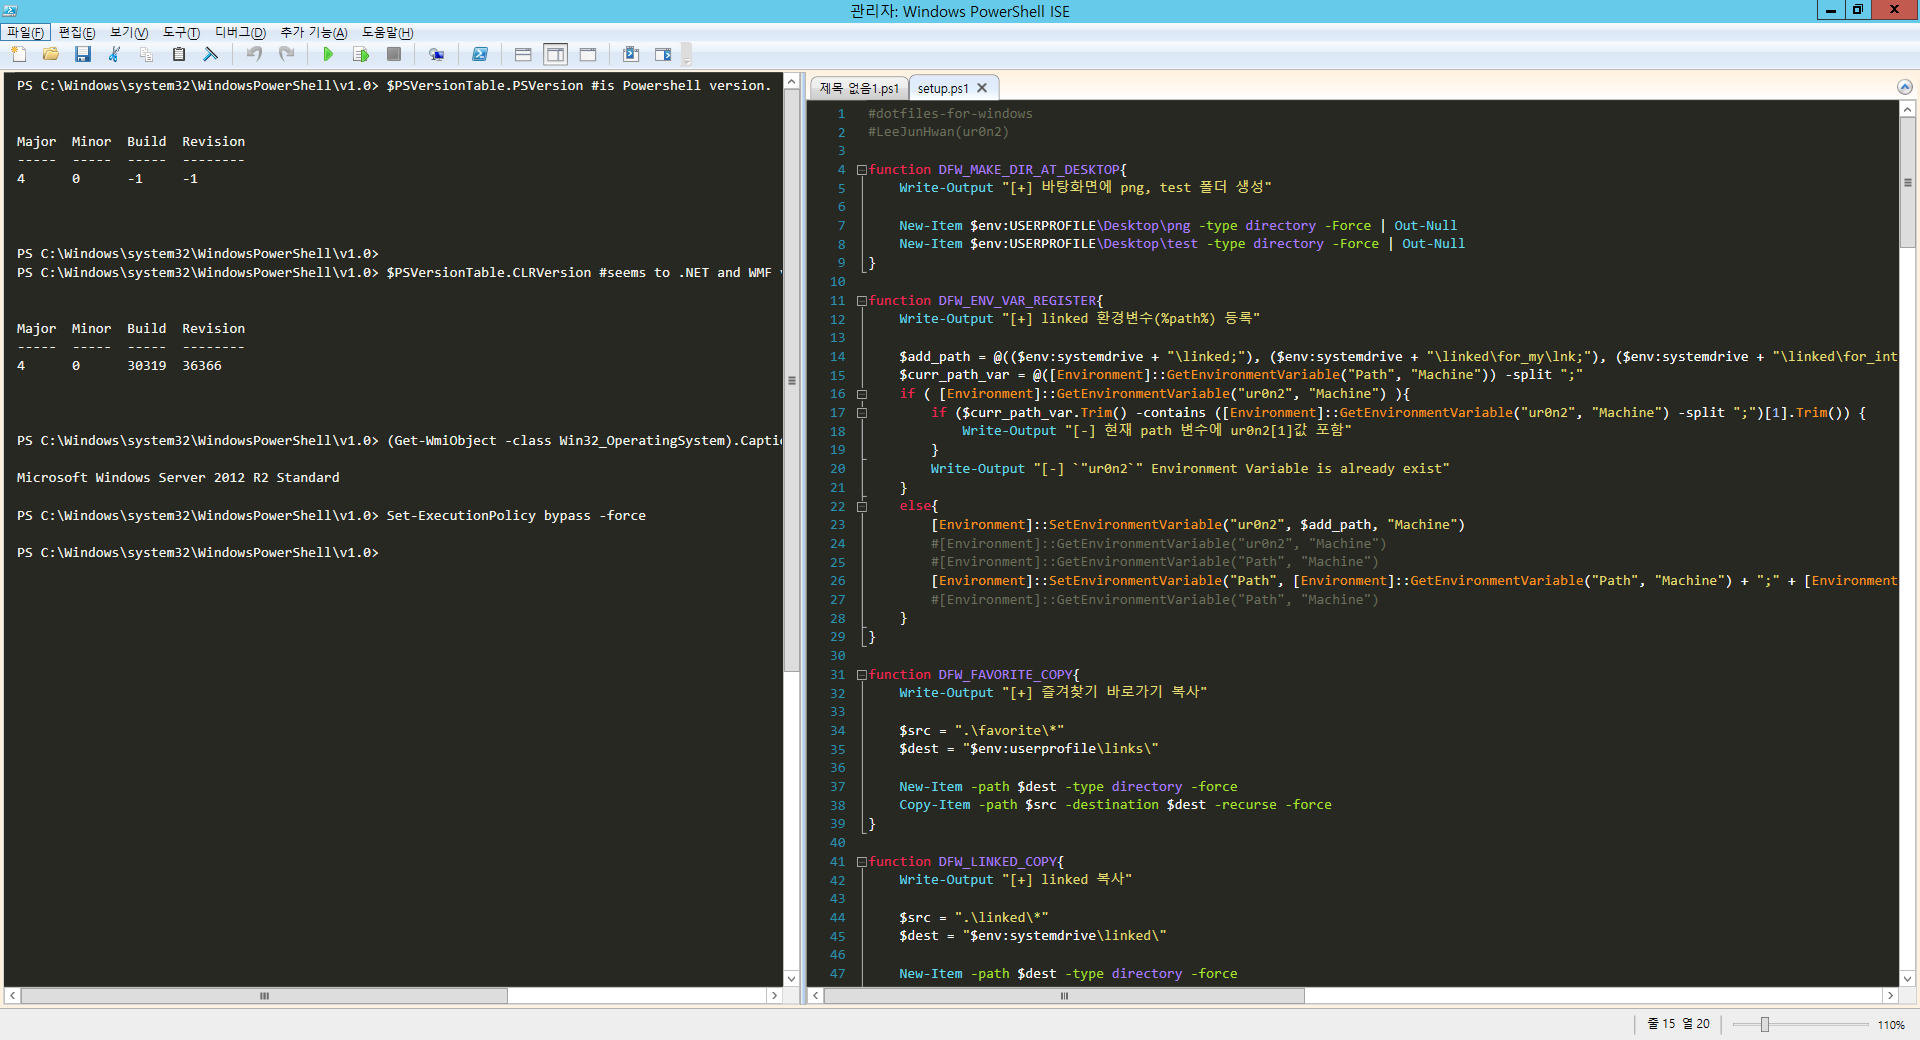 관리자: Windows PowerShell ISE
파일(F) 편집(E) 보기(V) 도구(T) 디버그(D) 추가 기능(A) 도움말(H)
PS C:\Windows\system32\WindowsPowerShell\v1.0> $PSVersionTable.PSVersion #is Powershell version.
Major  Minor  Build  Revision
-----  -----  -----  --------
4      0      -1     -1
PS C:\Windows\system32\WindowsPowerShell\v1.0>
PS C:\Windows\system32\WindowsPowerShell\v1.0> $PSVersionTable.CLRVersion #seems to .NET and WMF
Major  Minor  Build  Revision
-----  -----  -----  --------
4      0      30319  36366
PS C:\Windows\system32\WindowsPowerShell\v1.0> (Get-WmiObject -class Win32_OperatingSystem).Captio
Microsoft Windows Server 2012 R2 Standard
PS C:\Windows\system32\WindowsPowerShell\v1.0> Set-ExecutionPolicy bypass -force
PS C:\Windows\system32\WindowsPowerShell\v1.0>
제목 없음1.ps1 setup.ps1
1 #dotfiles-for-windows
2 #LeeJunHwan(ur0n2)
3
4 function DFW_MAKE_DIR_AT_DESKTOP{
5     Write-Output "[+] 바탕화면에 png, test 폴더 생성"
6
7     New-Item $env:USERPROFILE\Desktop\png -type directory -Force | Out-Null
8     New-Item $env:USERPROFILE\Desktop\test -type directory -Force | Out-Null
9 }
10
11 function DFW_ENV_VAR_REGISTER{
12     Write-Output "[+] linked 환경변수(%path%) 등록"
13
14     $add_path = @(($env:systemdrive + "\linked;"), ($env:systemdrive + "\linked\for_my\lnk;"), ($env:systemdrive + "\linked\for_int
15     $curr_path_var = @([Environment]::GetEnvironmentVariable("Path", "Machine")) -split ";"
16     if ( [Environment]::GetEnvironmentVariable("ur0n2", "Machine") ){
17         if ($curr_path_var.Trim() -contains ([Environment]::GetEnvironmentVariable("ur0n2", "Machine") -split ";")[1].Trim()) {
18             Write-Output "[-] 현재 path 변수에 ur0n2[1]값 포함"
19         }
20         Write-Output "[-] `"ur0n2`" Environment Variable is already exist"
21     }
22     else{
23         [Environment]::SetEnvironmentVariable("ur0n2", $add_path, "Machine")
24         #[Environment]::GetEnvironmentVariable("ur0n2", "Machine")
25         #[Environment]::GetEnvironmentVariable("Path", "Machine")
26         [Environment]::SetEnvironmentVariable("Path", [Environment]::GetEnvironmentVariable("Path", "Machine") + ";" + [Environment
27         #[Environment]::GetEnvironmentVariable("Path", "Machine")
28     }
29 }
30
31 function DFW_FAVORITE_COPY{
32     Write-Output "[+] 즐겨찾기 바로가기 복사"
33
34     $src = ".\favorite\*"
35     $dest = "$env:userprofile\links\"
36
37     New-Item -path $dest -type directory -force
38     Copy-Item -path $src -destination $dest -recurse -force
39 }
40
41 function DFW_LINKED_COPY{
42     Write-Output "[+] linked 복사"
43
44     $src = ".\linked\*"
45     $dest = "$env:systemdrive\linked\"
46
47     New-Item -path $dest -type directory -force
줄 15 열 20 110%